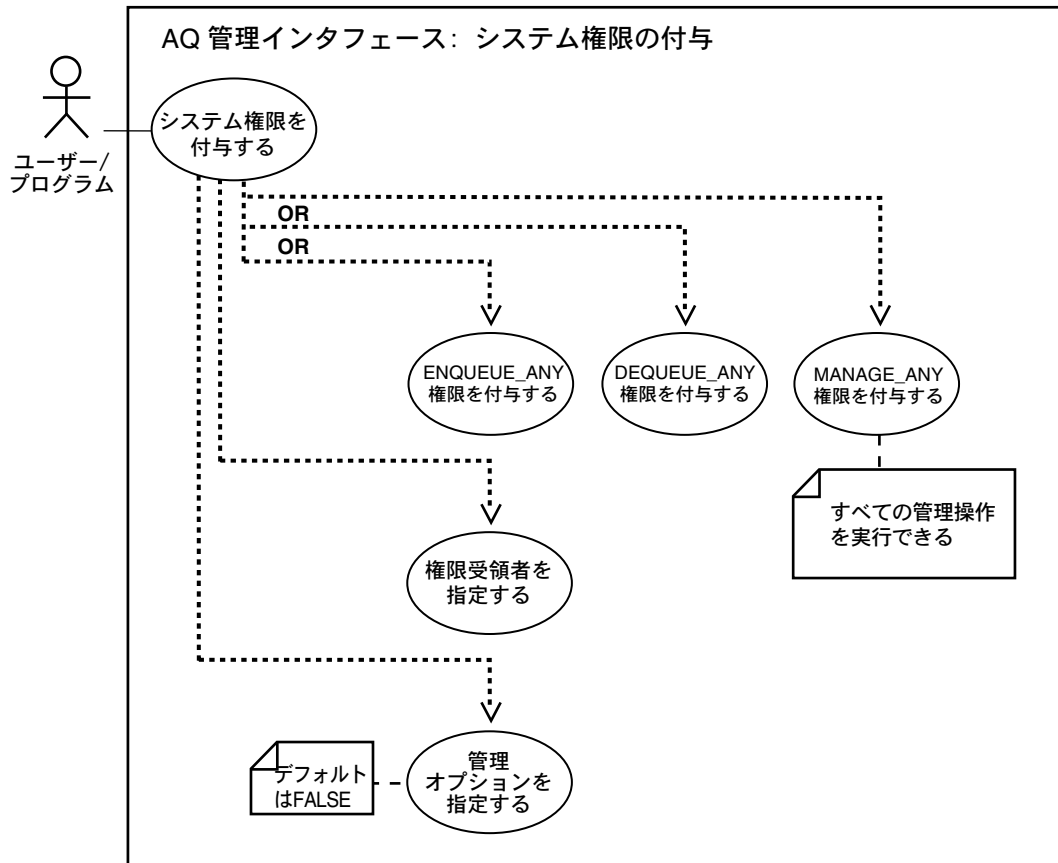 AQ 管理インタフェース： システム権限の付与
システム権限を
付与する
ユーザー/
プログラム
OR
OR
ENQUEUE_ANY
権限を付与する
DEQUEUE_ANY
権限を付与する
MANAGE_ANY
権限を付与する
すべての管理操作
を実行できる
権限受領者を
指定する
デフォルト
はFALSE
管理
オプションを
指定する